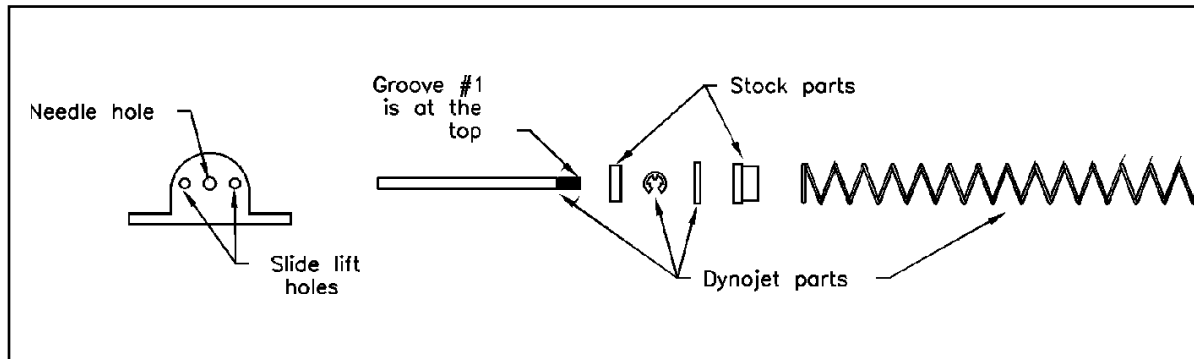 Needle hole
Slide lift
holes
Groove #1
is at the
top
Stock parts
Dynojet parts